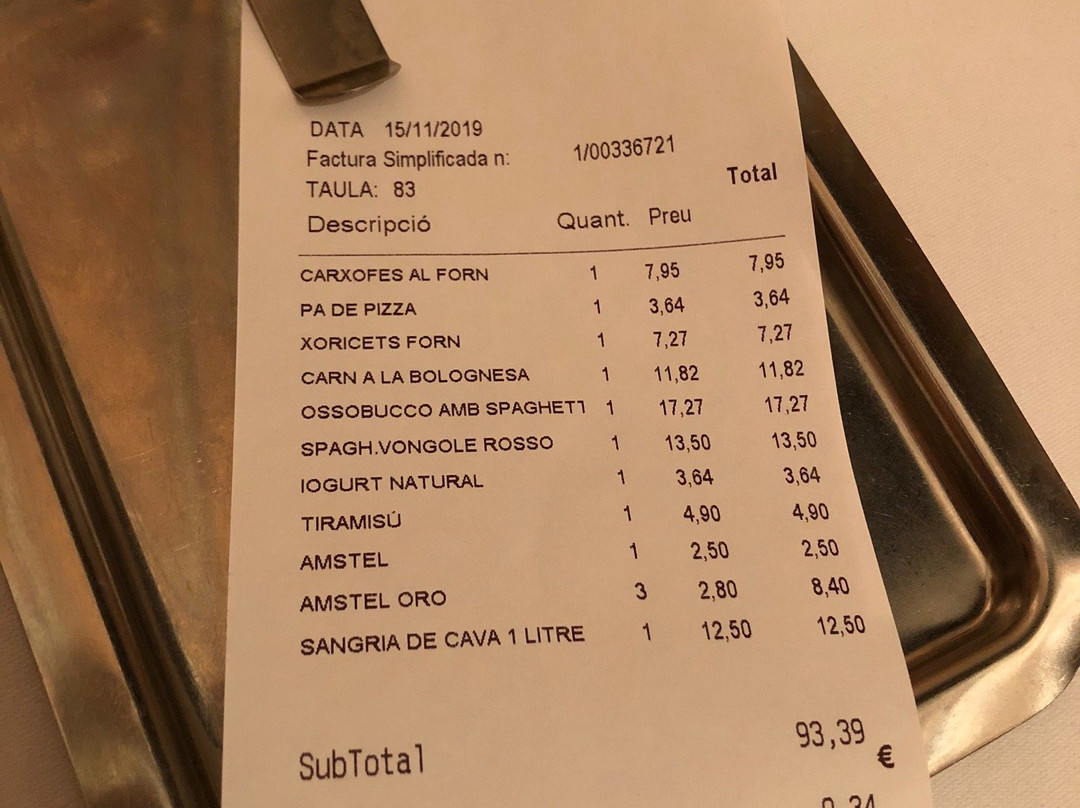 DATA 15/11/2019
Factura Simplificada n: 1/00336721
TAULA: 83
Descripció Quant. Preu Total
CARXOFES AL FORN 1 7,95 7,95
PA DE PIZZA 1 3,64 3,64
XORICETS FORN 1 7,27 7,27
CARN A LA BOLOGNESA 1 11,82 11,82
OSSOBUCCO AMB SPAGHETT 1 17,27 17,27
SPAGH.VONGOLE ROSSO 1 13,50 13,50
IOGURT NATURAL 1 3,64 3,64
TIRAMISÚ 1 4,90 4,90
AMSTEL 1 2,50 2,50
AMSTEL ORO 3 2,80 8,40
SANGRIA DE CAVA 1 LITRE 1 12,50 12,50
SubTotal 93,39 €